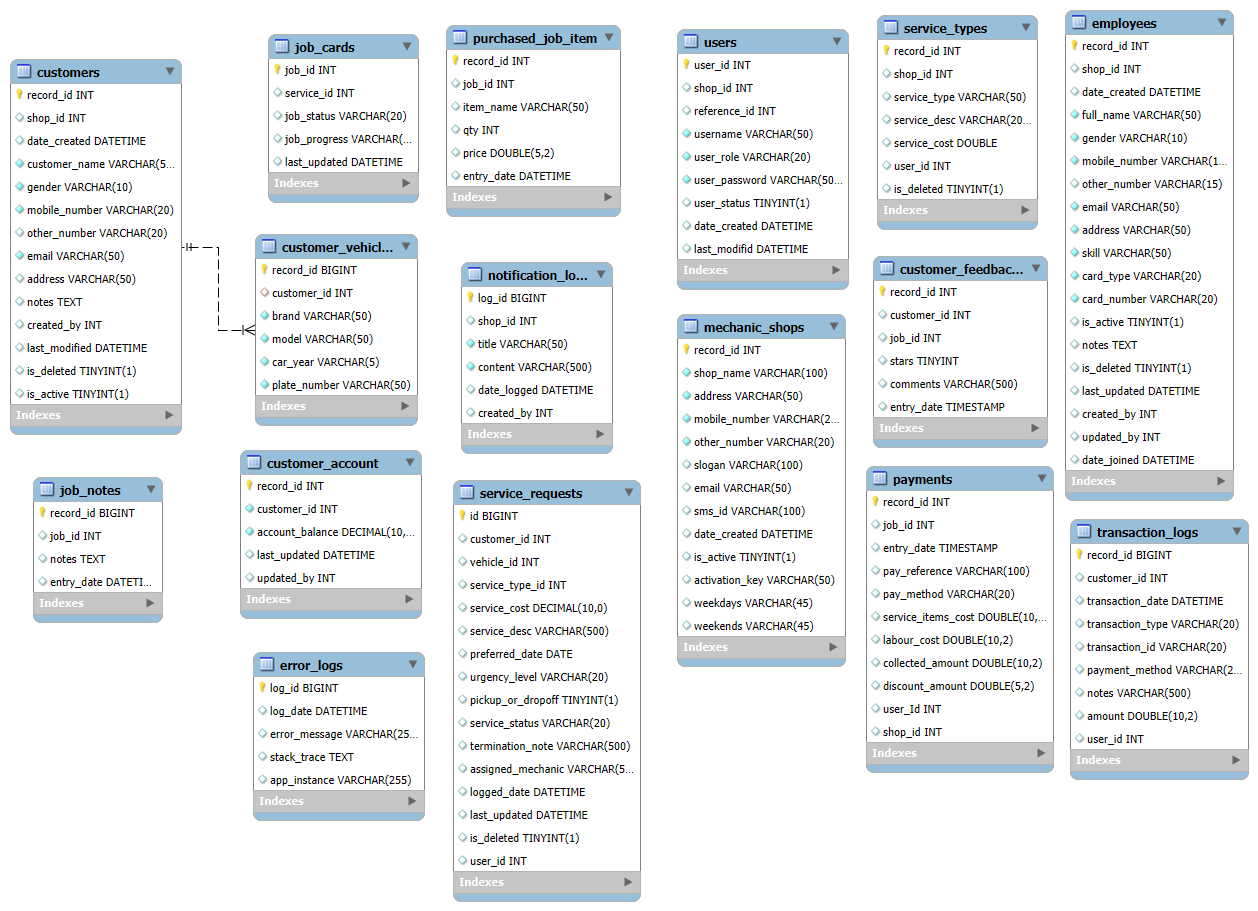 customers
record_id INT
shop_id INT
date_created DATETIME
customer_name VARCHAR(5...
gender VARCHAR(10)
mobile_number VARCHAR(20)
other_number VARCHAR(20)
email VARCHAR(50)
address VARCHAR(50)
notes TEXT
created_by INT
last_modified DATETIME
is_deleted TINYINT(1)
is_active TINYINT(1)
Indexes
job_cards
job_id INT
service_id INT
job_status VARCHAR(20)
job_progress VARCHAR(...
last_updated DATETIME
Indexes
purchased_job_item
record_id INT
job_id INT
item_name VARCHAR(50)
qty INT
price DOUBLE(5,2)
entry_date DATETIME
Indexes
users
user_id INT
shop_id INT
reference_id INT
username VARCHAR(50)
user_role VARCHAR(20)
user_password VARCHAR(50...
user_status TINYINT(1)
date_created DATETIME
last_modifid DATETIME
Indexes
service_types
record_id INT
shop_id INT
service_type VARCHAR(50)
service_desc VARCHAR(20...
service_cost DOUBLE
user_id INT
is_deleted TINYINT(1)
Indexes
employees
record_id INT
shop_id INT
date_created DATETIME
full_name VARCHAR(50)
gender VARCHAR(10)
mobile_number VARCHAR(1...
other_number VARCHAR(15)
email VARCHAR(50)
address VARCHAR(50)
skill VARCHAR(50)
card_type VARCHAR(20)
card_number VARCHAR(20)
is_active TINYINT(1)
notes TEXT
is_deleted TINYINT(1)
last_updated DATETIME
created_by INT
updated_by INT
date_joined DATETIME
Indexes
customer_vehicl...
record_id BIGINT
customer_id INT
brand VARCHAR(50)
model VARCHAR(50)
car_year VARCHAR(5)
plate_number VARCHAR(50)
Indexes
notification_lo...
log_id BIGINT
shop_id INT
title VARCHAR(50)
content VARCHAR(500)
date_logged DATETIME
created_by INT
Indexes
mechanic_shops
record_id INT
shop_name VARCHAR(100)
address VARCHAR(50)
mobile_number VARCHAR(2...
other_number VARCHAR(20)
slogan VARCHAR(100)
email VARCHAR(50)
sms_id VARCHAR(100)
date_created DATETIME
is_active TINYINT(1)
activation_key VARCHAR(50)
weekdays VARCHAR(45)
weekends VARCHAR(45)
Indexes
customer_feedbac...
record_id INT
customer_id INT
job_id INT
stars TINYINT
comments VARCHAR(500)
entry_date TIMESTAMP
Indexes
job_notes
record_id BIGINT
job_id INT
notes TEXT
entry_date DATETI...
Indexes
customer_account
record_id INT
customer_id INT
account_balance DECIMAL(10,...
last_updated DATETIME
updated_by INT
Indexes
service_requests
id BIGINT
customer_id INT
vehicle_id INT
service_type_id INT
service_cost DECIMAL(10,0)
service_desc VARCHAR(500)
preferred_date DATE
urgency_level VARCHAR(20)
pickup_or_dropoff TINYINT(1)
service_status VARCHAR(20)
termination_note VARCHAR(500)
assigned_mechanic VARCHAR(5...
logged_date DATETIME
last_updated DATETIME
is_deleted TINYINT(1)
user_id INT
Indexes
payments
record_id INT
job_id INT
entry_date TIMESTAMP
pay_reference VARCHAR(100)
pay_method VARCHAR(20)
service_items_cost DOUBLE(10,...
labour_cost DOUBLE(10,2)
collected_amount DOUBLE(10,2)
discount_amount DOUBLE(5,2)
user_Id INT
shop_id INT
Indexes
transaction_logs
record_id BIGINT
customer_id INT
transaction_date DATETIME
transaction_type VARCHAR(20)
transaction_id VARCHAR(20)
payment_method VARCHAR(2...
notes VARCHAR(500)
amount DOUBLE(10,2)
user_id INT
Indexes
error_logs
log_id BIGINT
log_date DATETIME
error_message VARCHAR(25...
stack_trace TEXT
app_instance VARCHAR(255)
Indexes